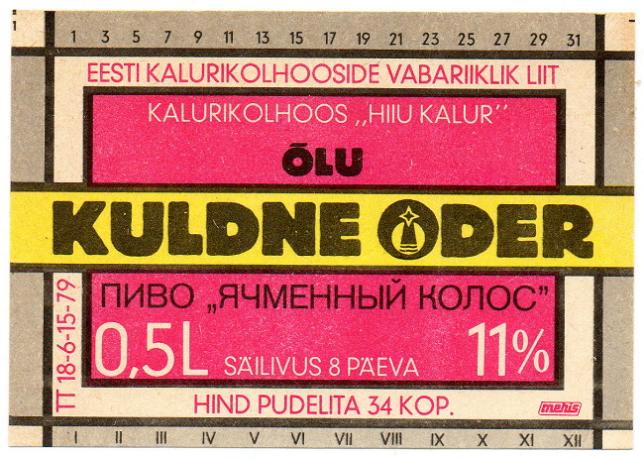 1 3 5 7 9 11 13 15 17 19 21 23 25 27 29 31
EESTI KALURIKOLHOOSIDE VABARIIKLIK LIIT
KALURIKOLHOOS „HIIU KALUR”
ÕLU
KULDNE ODER
ПИВО „ЯЧМЕННЫЙ КОЛОС”
0,5L SÄILIVUS 8 PÄEVA 11%
TT 18-6-15-79
HIND PUDELITA 34 KOP.
mehis
I II III IV V VI VII VIII IX X XI XII